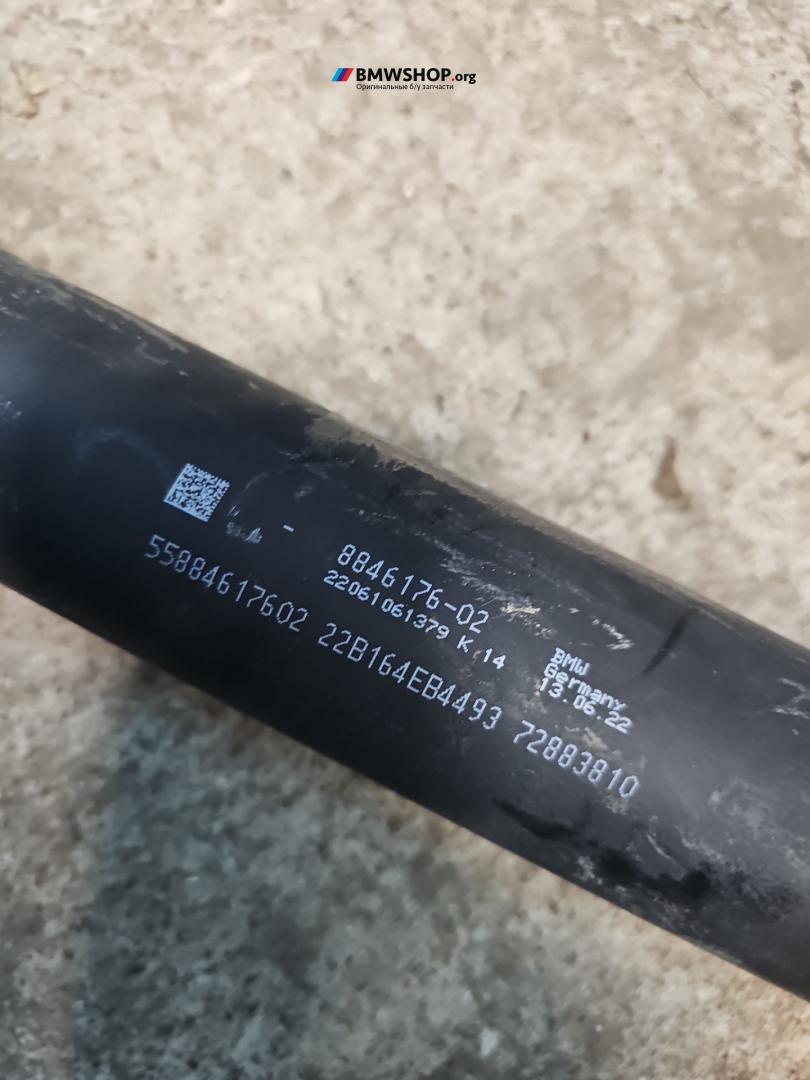 BMWSHOP.org
Оригинальные б/у запчасти
- 8846176-02
22061061379 K.14
55884617602 22B164EB4493 72883810
BMW
Germany
13.06.22